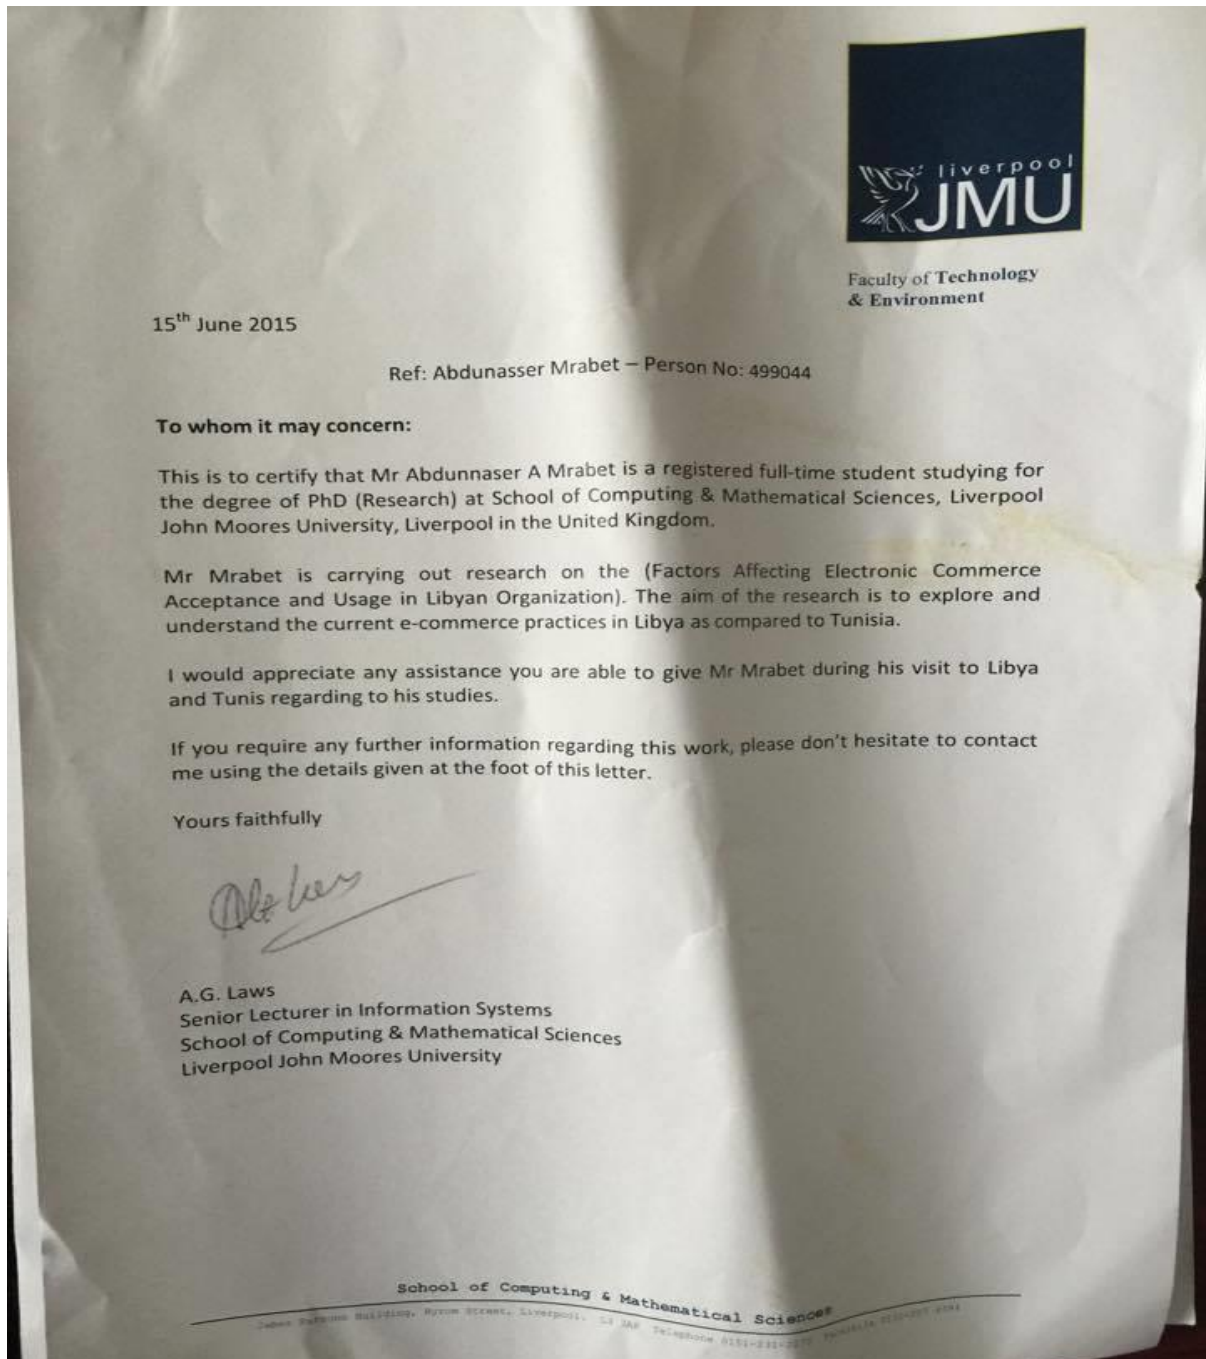 liverpool
JMU
Faculty of Technology
& Environment
15th June 2015
Ref: Abdunasser Mrabet – Person No: 499044
To whom it may concern:
This is to certify that Mr Abdunnaser A Mrabet is a registered full-time student studying for
the degree of PhD (Research) at School of Computing & Mathematical Sciences, Liverpool
John Moores University, Liverpool in the United Kingdom.
Mr Mrabet is carrying out research on the (Factors Affecting Electronic Commerce
Acceptance and Usage in Libyan Organization). The aim of the research is to explore and
understand the current e-commerce practices in Libya as compared to Tunisia.
I would appreciate any assistance you are able to give Mr Mrabet during his visit to Libya
and Tunis regarding to his studies.
If you require any further information regarding this work, please don't hesitate to contact
me using the details given at the foot of this letter.
Yours faithfully
A.G. Laws
Senior Lecturer in Information Systems
School of Computing & Mathematical Sciences
Liverpool John Moores University
School of Computing & Mathematical Sciences
Building, Byrom Street, Liverpool. L3 Telephone